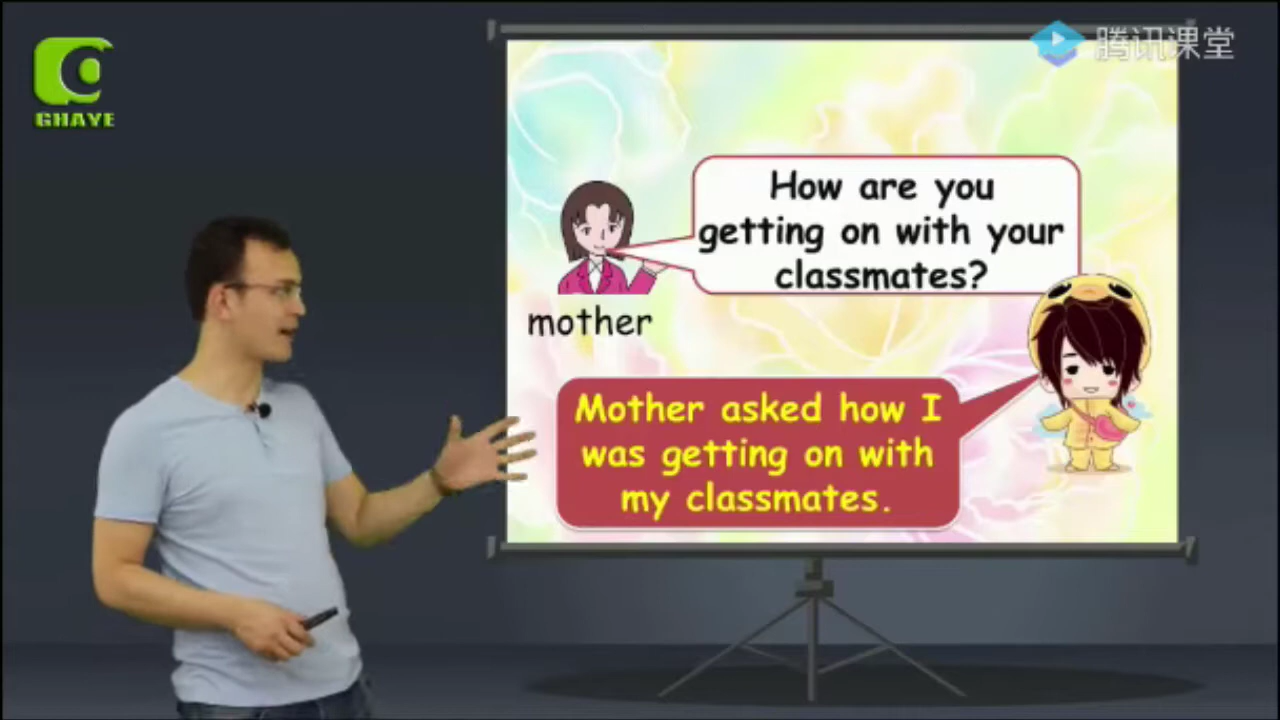 GHAYE
腾讯课堂
How are you
getting on with your
classmates?
mother
Mother asked how I
was getting on with
my classmates.